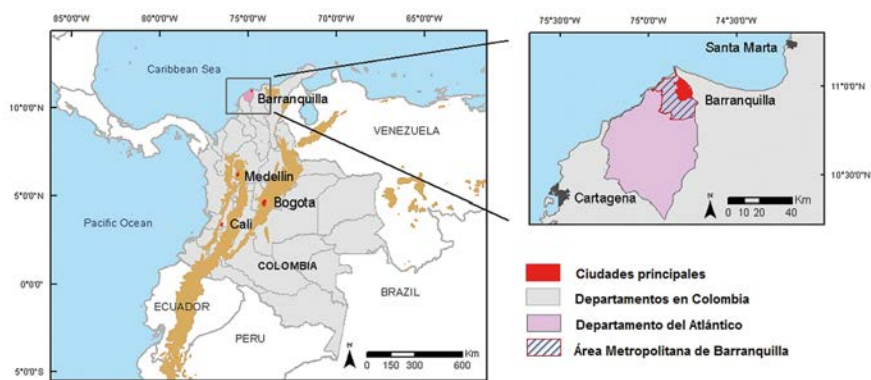 85°0'0"W 80°0'0"W 75°0'0"W 70°0'0"W 65°0'0"W
Caribbean Sea
10°0'0"N
Barranquilla
VENEZUELA
Medellin
5°0'0"N
Bogota
Pacific Ocean
Cali
COLOMBIA
0°0'0"
ECUADOR
BRAZIL
PERU
N
Km
0 150 300 600
5°0'0"S
75°30'0"W 75°0'0"W 74°30'0"W
Santa Marta
11°0'0"N
Barranquilla
10°30'0"N
Cartagena
N
Km
0 10 20 40
Ciudades principales
Departamentos en Colombia
Departamento del Atlántico
Área Metropolitana de Barranquilla